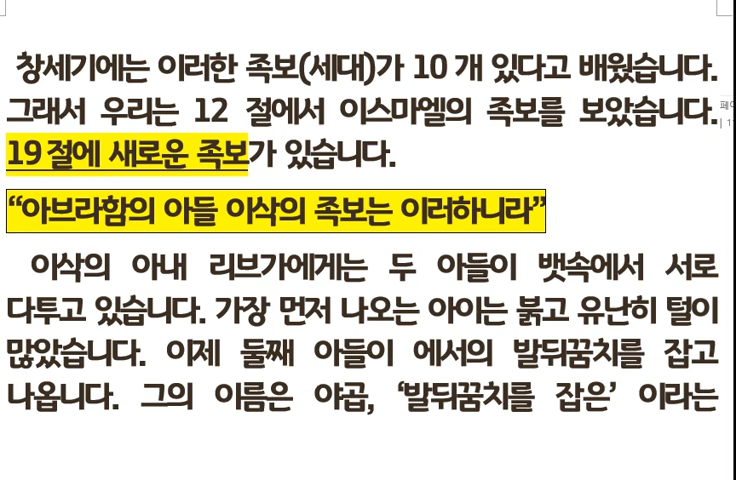 창세기에는 이러한 족보(세대)가 10 개 있다고 배웠습니다.
그래서 우리는 12 절에서 이스마엘의 족보를 보았습니다.
19 절에 새로운 족보가 있습니다.
“아브라함의 아들 이삭의 족보는 이러하니라”
이삭의 아내 리브가에게는 두 아들이 뱃속에서 서로
다투고 있습니다. 가장 먼저 나오는 아이는 붉고 유난히 털이
많았습니다. 이제 둘째 아들이 에서의 발뒤꿈치를 잡고
나옵니다. 그의 이름은 야곱, ‘발뒤꿈치를 잡은’ 이라는